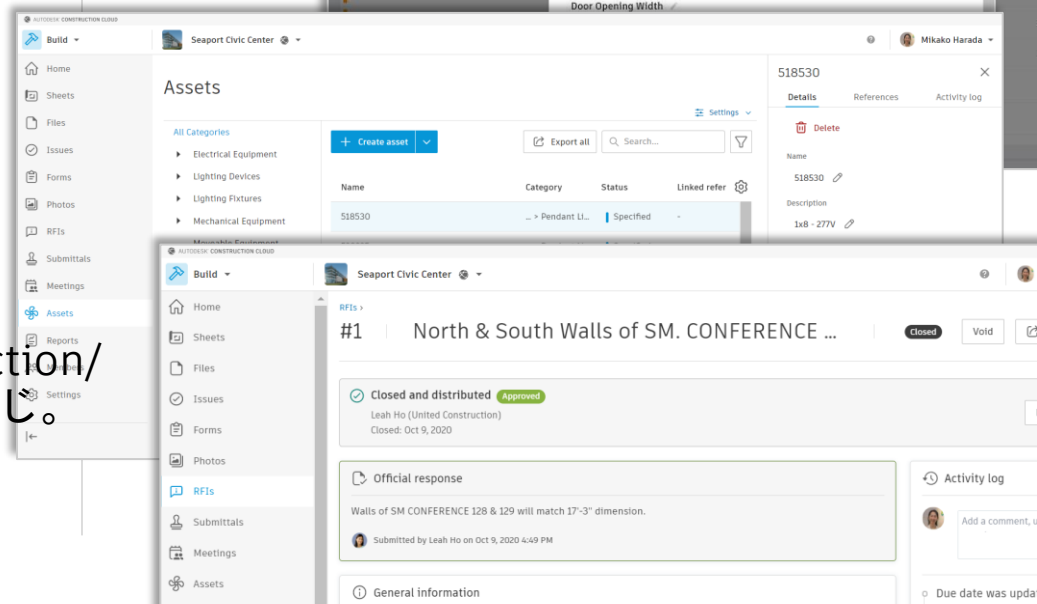 Door Opening Width
AUTODESK CONSTRUCTION CLOUD
Build
Seaport Civic Center
Mikako Harada
Home
Sheets
Files
Issues
Forms
Photos
RFIs
Submittals
Meetings
Assets
Reports
Members
Settings
Assets
Settings
All Categories
Electrical Equipment
Lighting Devices
Lighting Fixtures
Mechanical Equipment
Moveable Equipment
Create asset
Export all
Search...
Name Category Status Linked refer
518530 ... > Pendant Li... Specified -
518530
Details References Activity log
Delete
Name
518530
Description
1x8 - 277V
ction/
じ。
AUTODESK CONSTRUCTION CLOUD
Build
Seaport Civic Center
Home
Sheets
Files
Issues
Forms
Photos
RFIs
Submittals
Meetings
Assets
RFIs >
#1 North & South Walls of SM. CONFERENCE ...
Closed
Void
Closed and distributed Approved
Leah Ho (United Construction)
Closed: Oct 9, 2020
Official response
Walls of SM CONFERENCE 128 & 129 will match 17'-3" dimension.
Submitted by Leah Ho on Oct 9, 2020 4:49 PM
General information
Activity log
Add a comment, u
Due date was updat